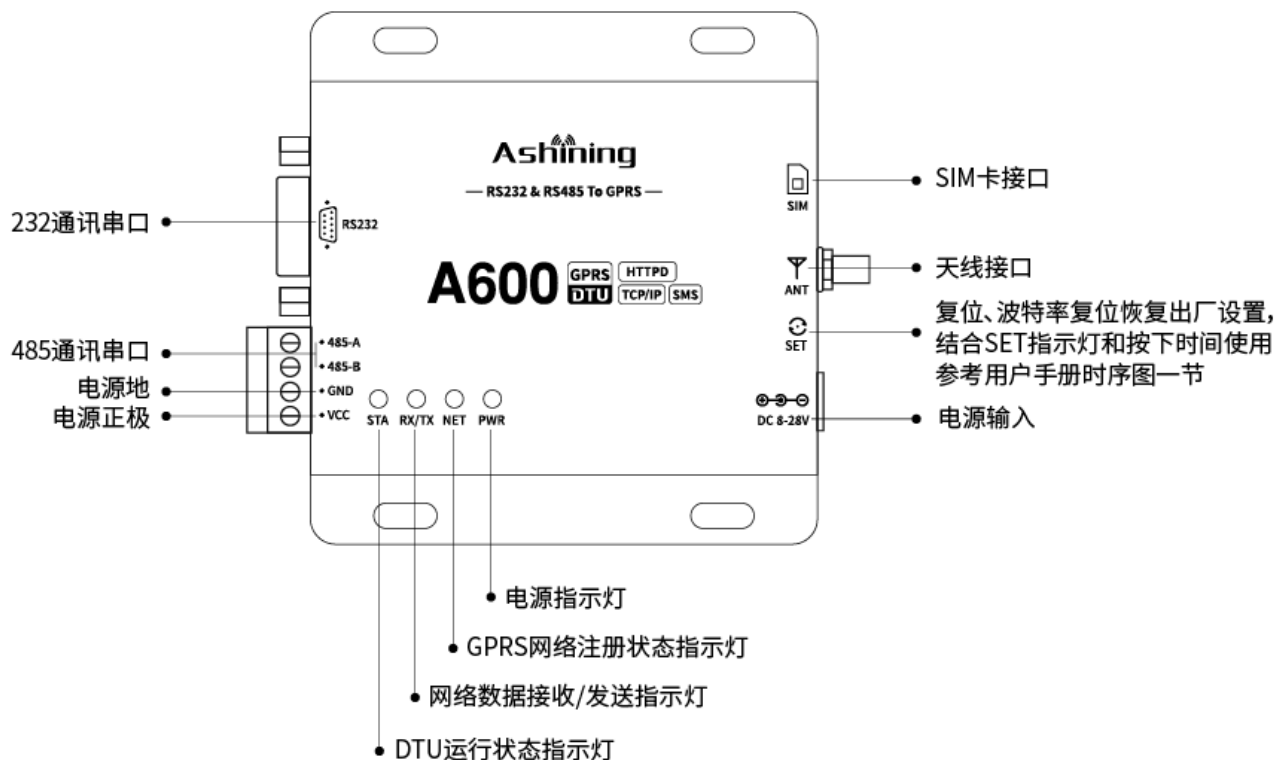 Ashining
RS232 & RS485 To GPRS
A600
GPRS
DTU
HTTPD
TCP/IP
SMS
232通讯串口
RS232
485通讯串口
485-A
485-B
电源地
GND
电源正极
VCC
STA
RX/TX
NET
PWR
SIM
SIM卡接口
ANT
天线接口
SET
复位、波特率复位恢复出厂设置,
结合SET指示灯和按下时间使用
参考用户手册时序图一节
DC 8-28V
电源输入
电源指示灯
GPRS网络注册状态指示灯
网络数据接收/发送指示灯
DTU运行状态指示灯